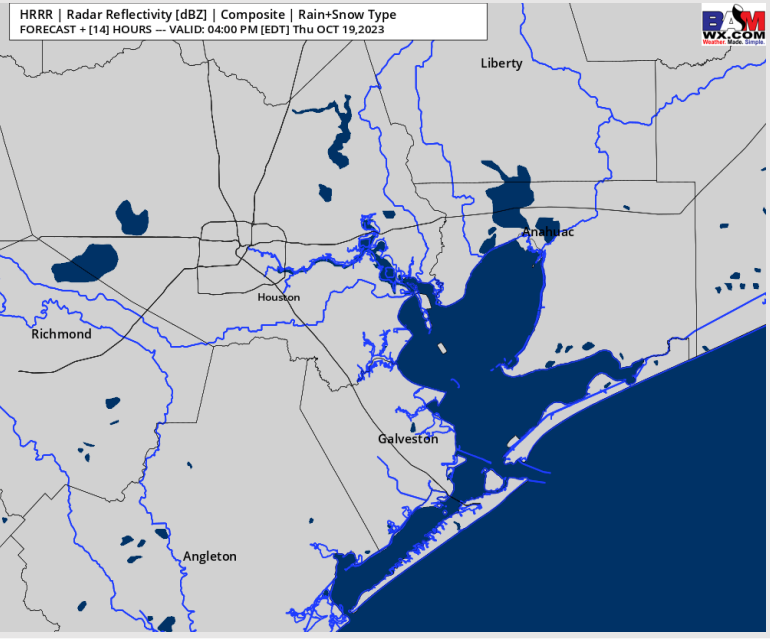 HRRR | Radar Reflectivity [dBZ] | Composite | Rain+Snow Type
FORECAST + [14] HOURS --- VALID: 04:00 PM [EDT] Thu OCT 19,2023
BAM
WX.COM
Weather. Made. Simple.
Liberty
Anahuac
Houston
Richmond
Galveston
Angleton